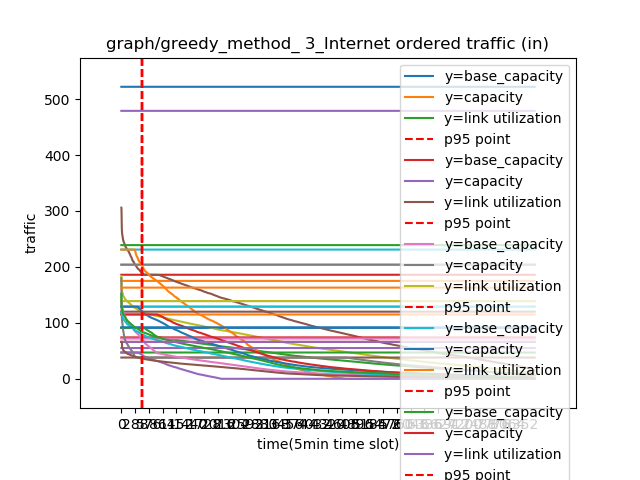 graph/greedy_method_ 3_Internet ordered traffic (in)
traffic
500
400
300
200
100
0
time(5min time slot)
y=base_capacity
y=capacity
y=link utilization
p95 point
y=base_capacity
y=capacity
y=link utilization
p95 point
y=base_capacity
y=capacity
y=link utilization
p95 point
y=base_capacity
y=capacity
y=link utilization
p95 point
y=base_capacity
y=capacity
y=link utilization
p95 point